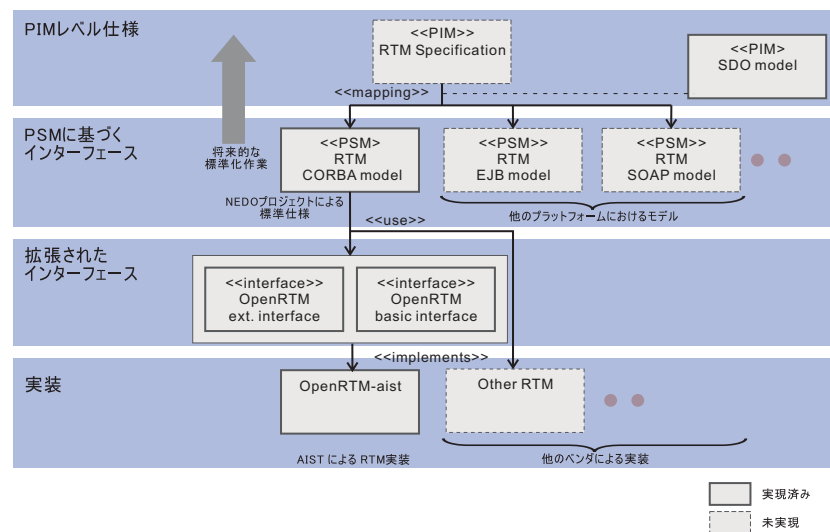 PIMレベル仕様
<<PIM>>
RTM Specification
<<PIM>
SDO model
<<mapping>>
PSMに基づく
インターフェース
将来的な
標準化作業
<<PSM>
RTM
CORBA model
<<PSM>>
RTM
EJB model
<<PSM>>
RTM
SOAP model
NEDOプロジェクトによる
標準仕様
他のプラットフォームにおけるモデル
<<use>>
拡張された
インターフェース
<<interface>>
OpenRTM
ext. interface
<<interface>>
OpenRTM
basic interface
<<implements>>
実装
OpenRTM-aist
Other RTM
AIST による RTM実装
他のベンダによる実装
実現済み
未実現